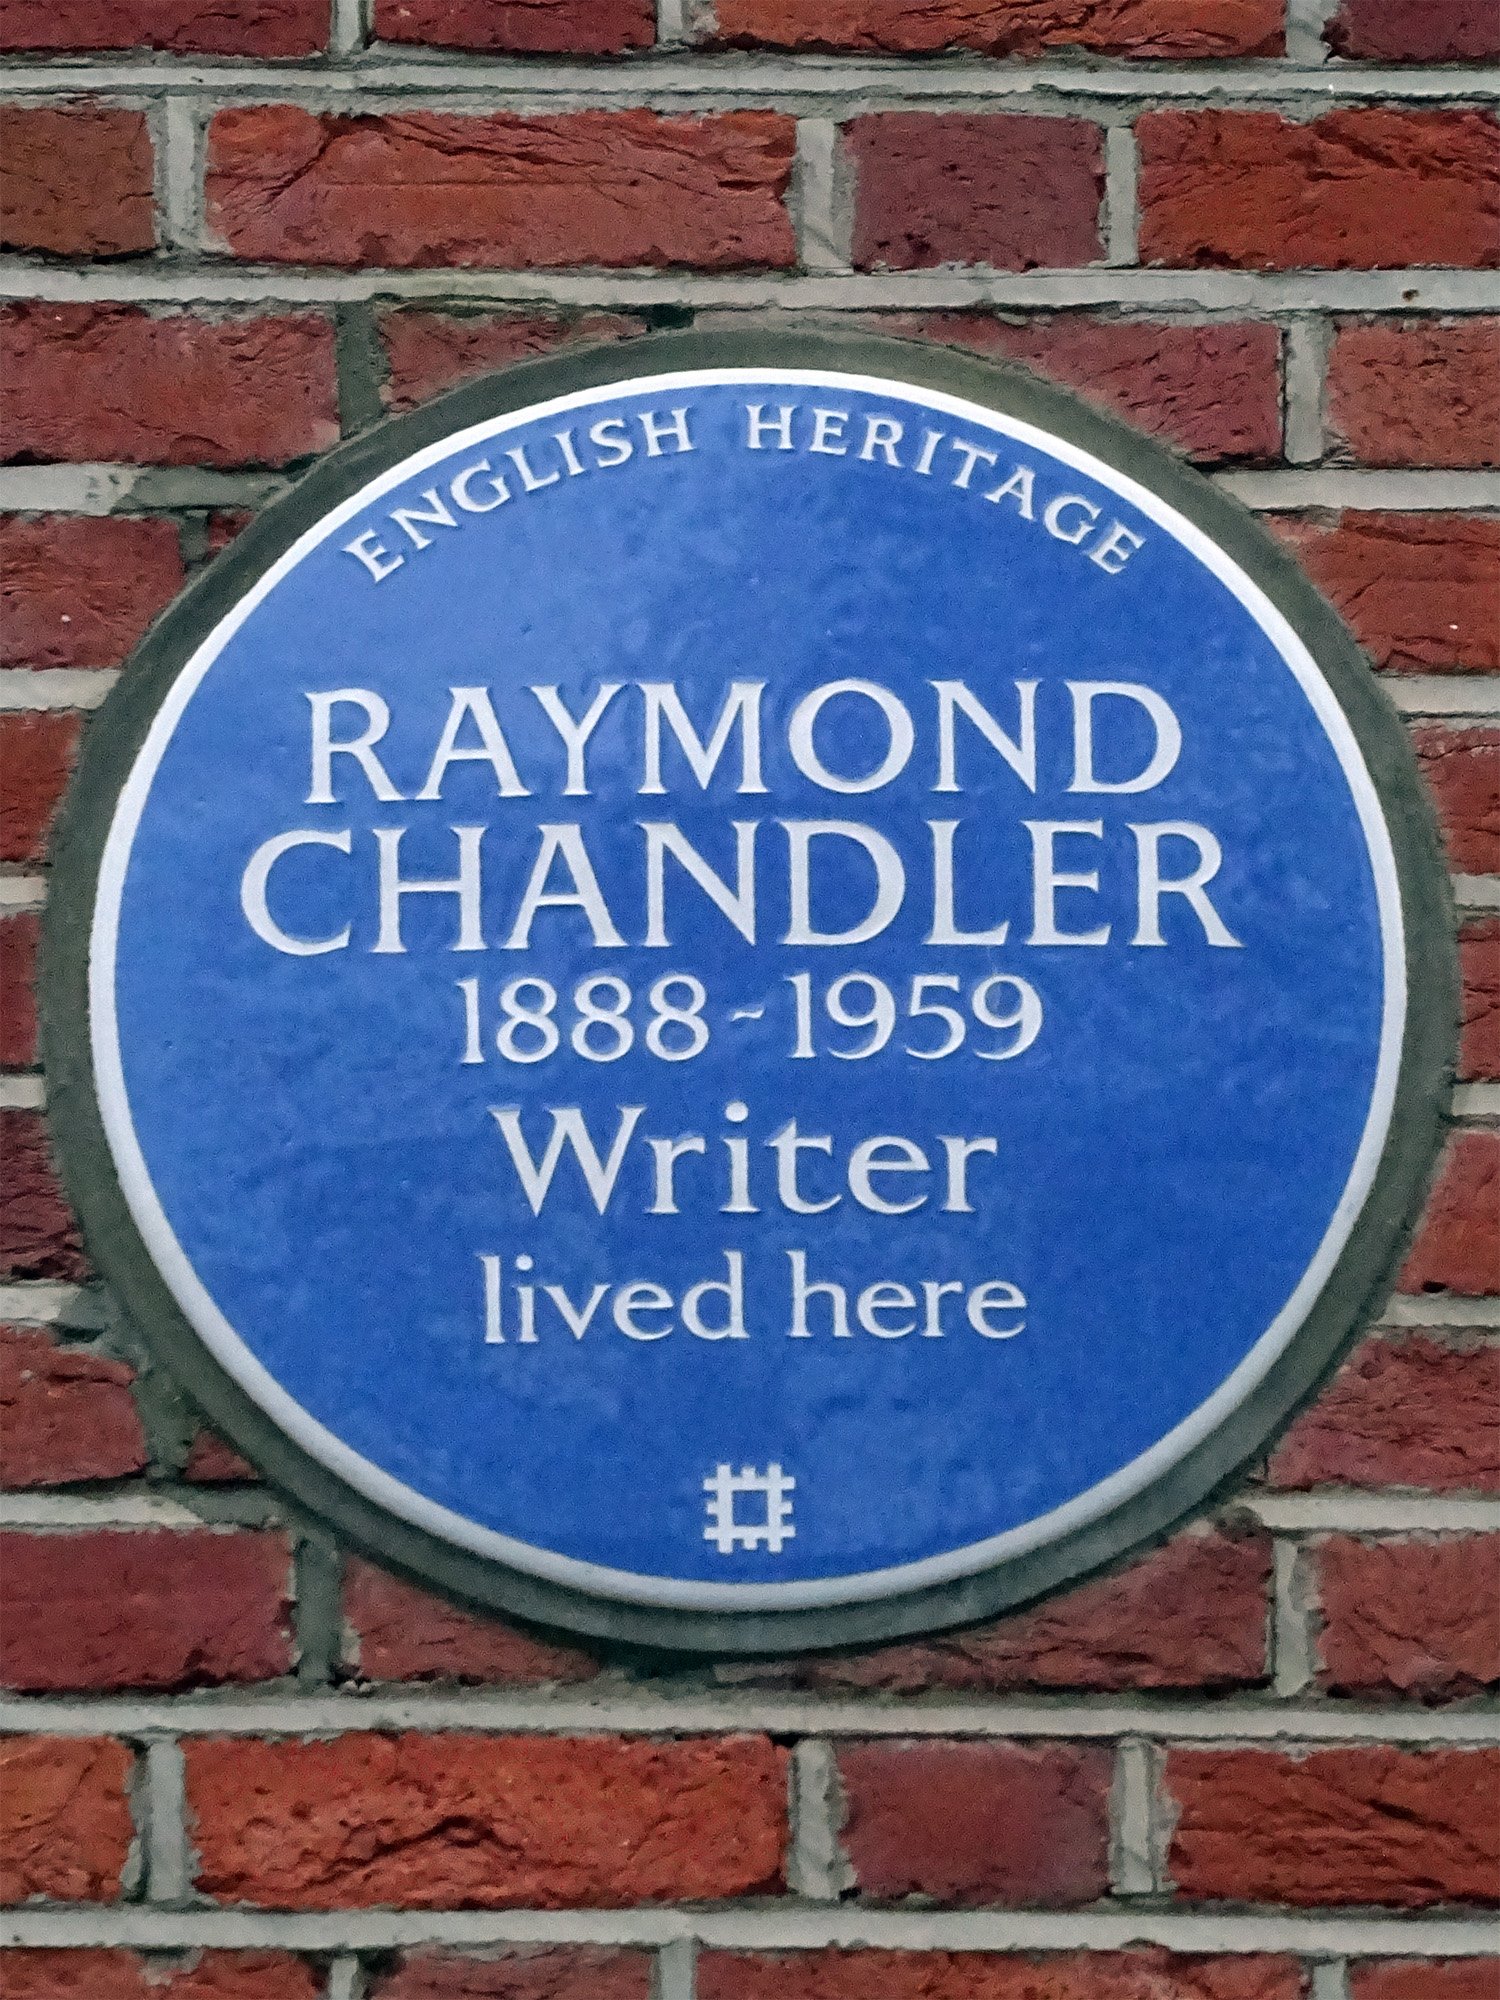 ENGLISH HERITAGE
RAYMOND
CHANDLER
1888-1959
Writer
lived here